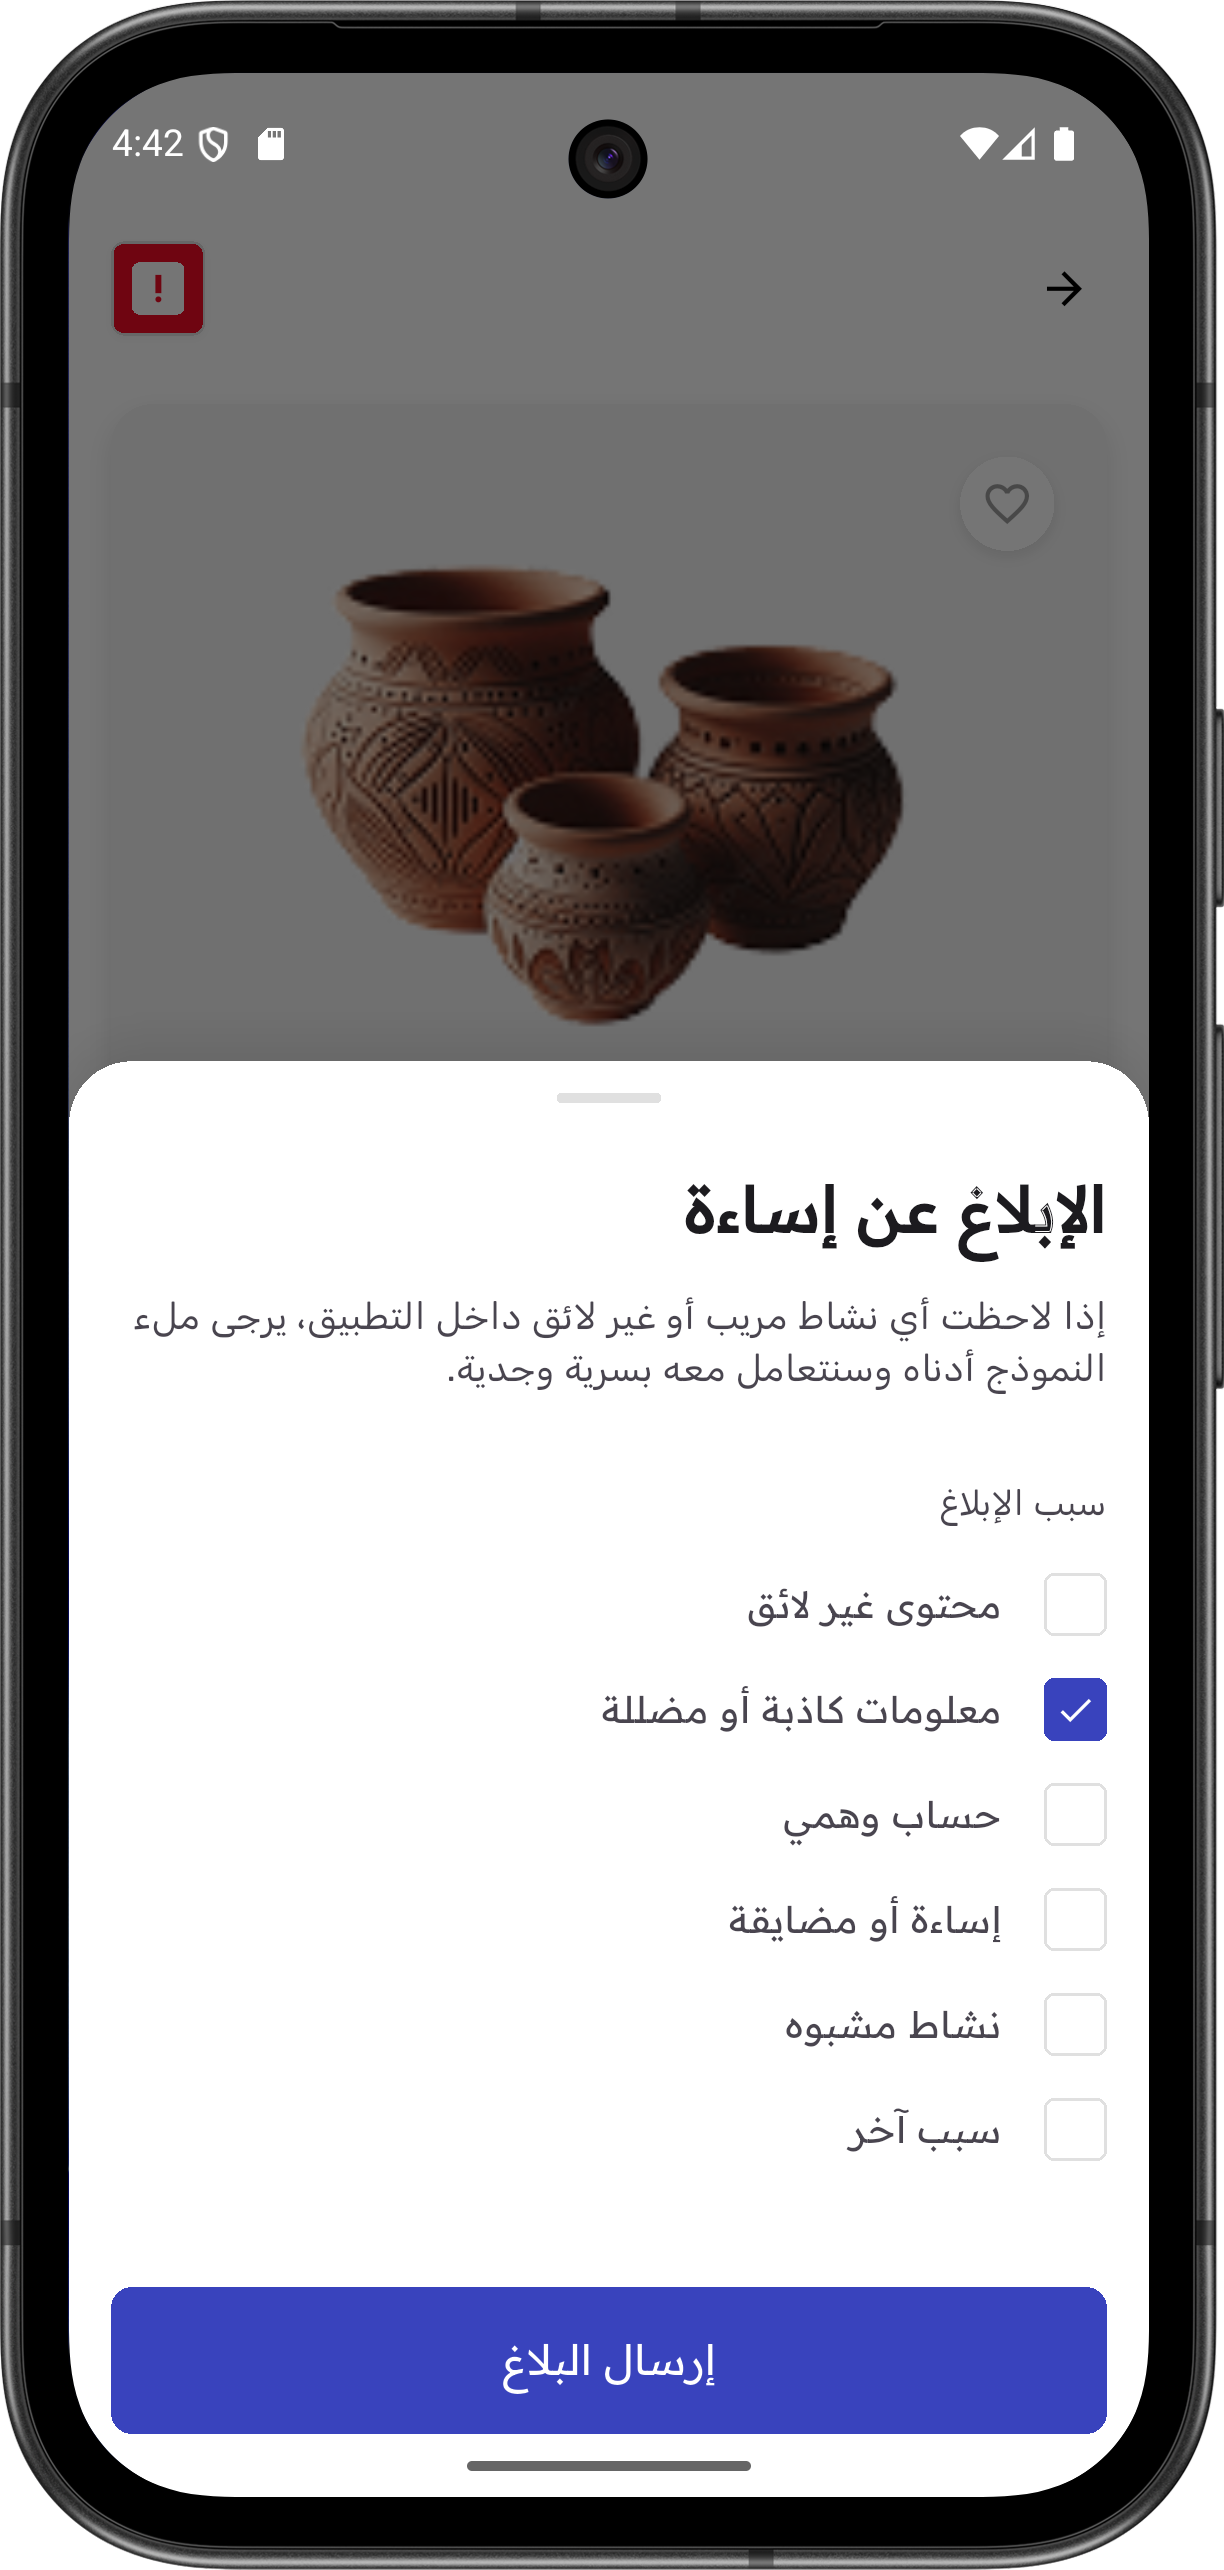 4:42
!
الإبلاغ عن إساءة
إذا لاحظت أي نشاط مريب أو غير لائق داخل التطبيق، يرجى ملء
النموذج أدناه وسنتعامل معه بسرية وجدية.
سبب الإبلاغ
محتوى غير لائق
معلومات كاذبة أو مضللة
حساب وهمي
إساءة أو مضايقة
نشاط مشبوه
سبب آخر
إرسال البلاغ